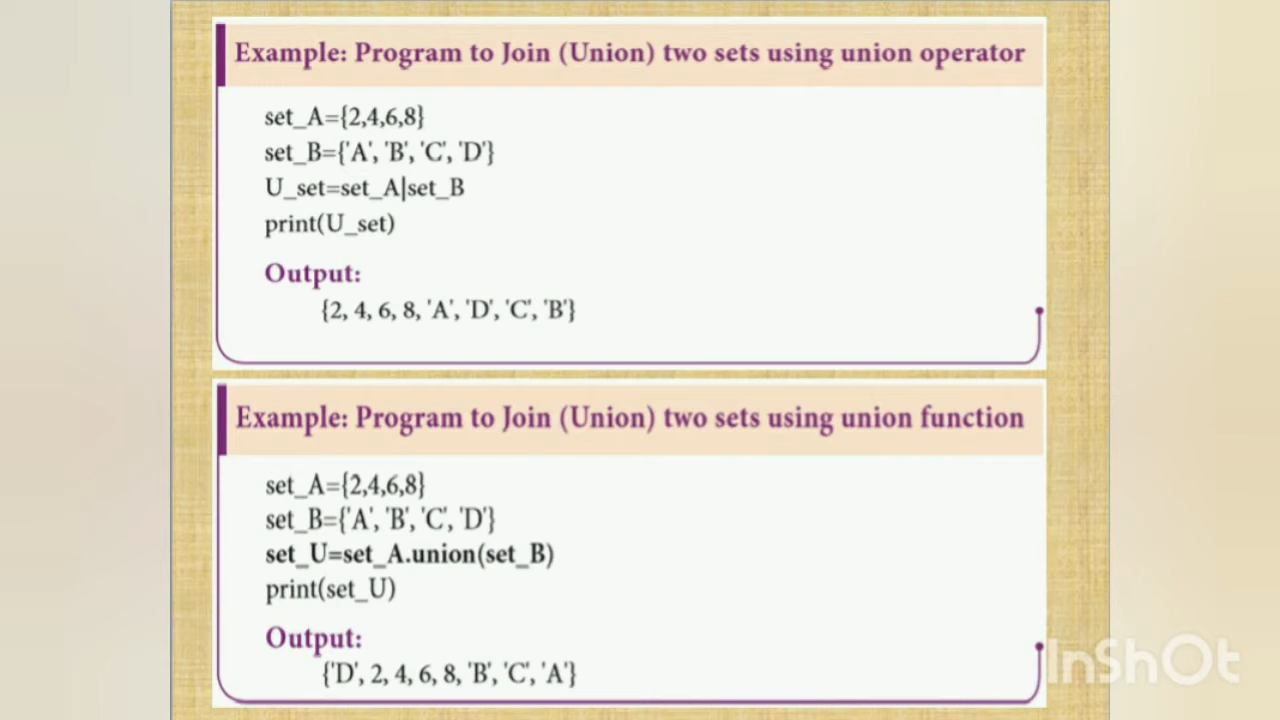 Example: Program to Join (Union) two sets using union operator
set_A={2,4,6,8}
set_B={'A', 'B', 'C', 'D'}
U_set=set_A|set_B
print(U_set)
Output:
{2, 4, 6, 8, 'A', 'D', 'C', 'B'}
Example: Program to Join (Union) two sets using union function
set_A={2,4,6,8}
set_B={'A', 'B', 'C', 'D'}
set_U=set_A.union(set_B)
print(set_U)
Output:
{'D', 2, 4, 6, 8, 'B', 'C', 'A'}
InShOt